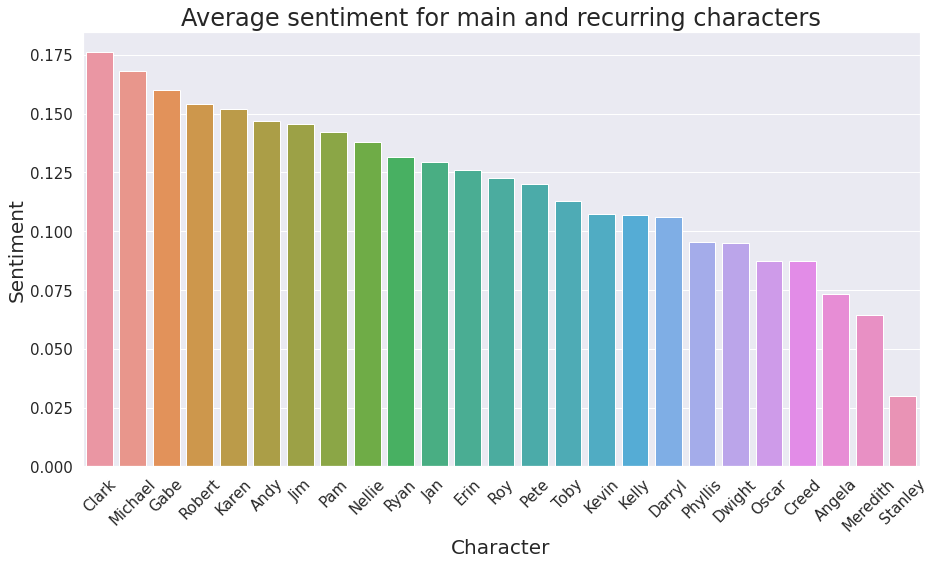 Average sentiment for main and recurring characters
0.175
0.150
0.125
0.100
0.075
0.050
0.025
0.000
Sentiment
Clark
Michael
Gabe
Robert
Karen
Andy
Jim
Pam
Nellie
Ryan
Jan
Erin
Roy
Pete
Toby
Kevin
Kelly
Darryl
Phyllis
Dwight
Oscar
Creed
Angela
Meredith
Stanley
Character